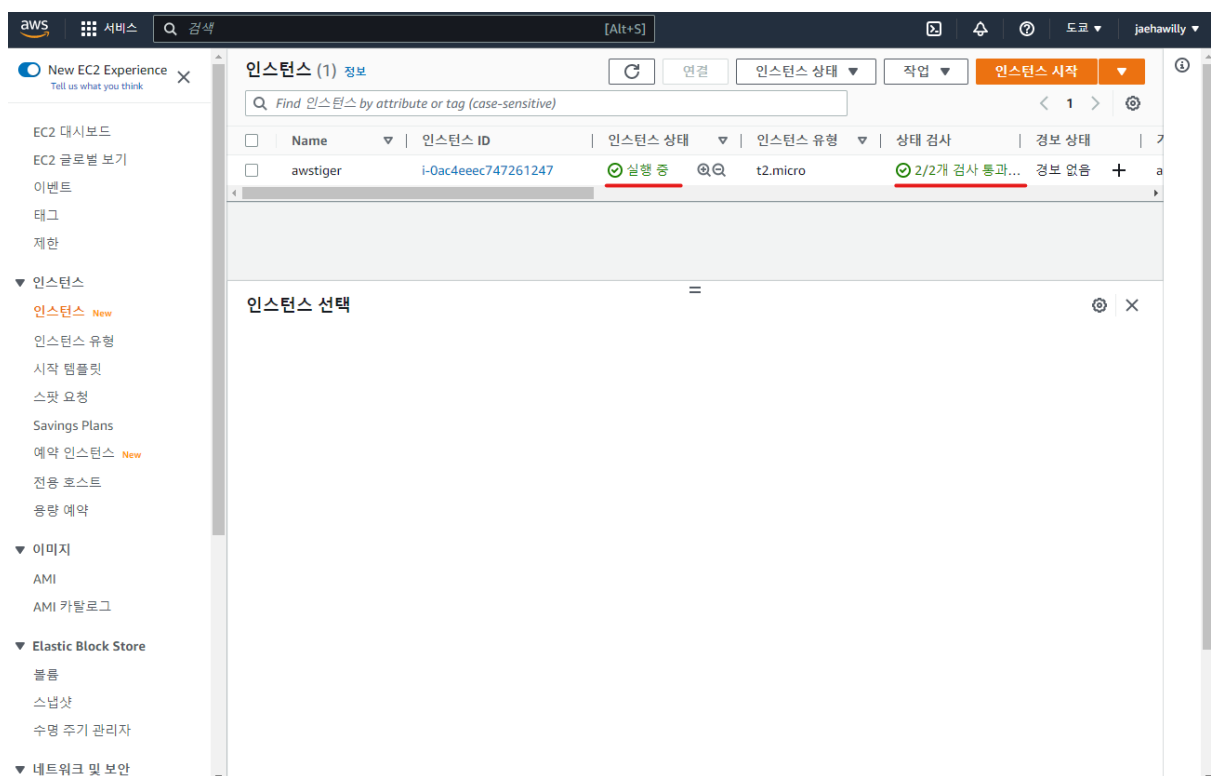 aws 서비스 검색 [Alt+S] 도쿄 ▼ jaehawilly ▼
New EC2 Experience
Tell us what you think
EC2 대시보드
EC2 글로벌 보기
이벤트
태그
제한
▼ 인스턴스
인스턴스 New
인스턴스 유형
시작 템플릿
스팟 요청
Savings Plans
예약 인스턴스 New
전용 호스트
용량 예약
▼ 이미지
AMI
AMI 카탈로그
▼ Elastic Block Store
볼륨
스냅샷
수명 주기 관리자
▼ 네트워크 및 보안
인스턴스 (1) 정보 연결 인스턴스 상태 ▼ 작업 ▼ 인스턴스 시작 ▼
Find 인스턴스 by attribute or tag (case-sensitive) < 1 >
Name 인스턴스 ID 인스턴스 상태 인스턴스 유형 상태 검사 경보 상태
awstiger i-0ac4eeec747261247 실행 중 t2.micro 2/2개 검사 통과... 경보 없음 + a
인스턴스 선택